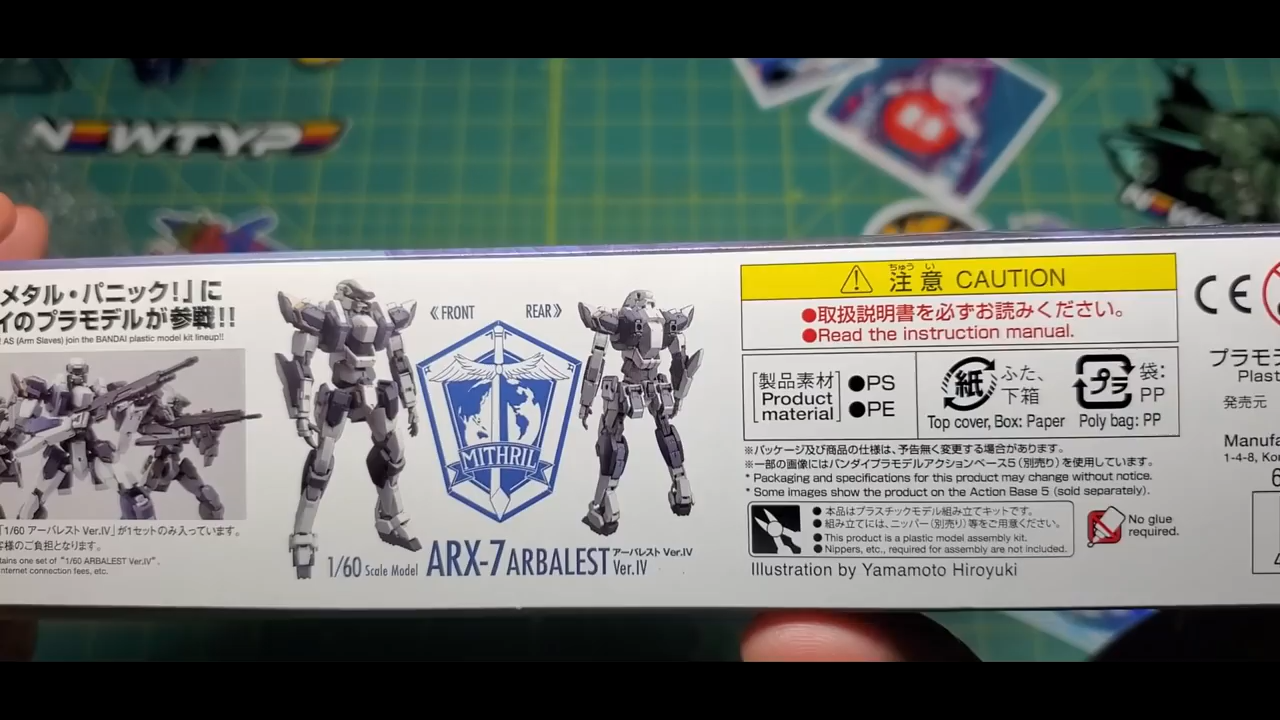 NEWTYPE
メタル・パニック!」に
イのプラモデルが参戦!!
AS (Arm Slaves) join the BANDAI plastic model kit lineup!!
「1/60 アーバレスト Ver.IV」が1セットのみ入っています。
客様のご負担となります。
tains one set of "1/60 ARBALEST Ver.IV".
nternet connection fees, etc.
《FRONT
REAR》
MITHRIL
1/60 Scale Model
ARX-7 ARBALEST アーバレスト Ver.IV
Ver.IV
ちゅう い
注意 CAUTION
●取扱説明書を必ずお読みください。
●Read the instruction manual.
[製品素材
Product
material]
●PS
●PE
紙
ふた、
下箱
Top cover, Box: Paper
プラ
袋:
PP
Poly bag: PP
※パッケージ及び商品の仕様は、予告無く変更する場合があります。
※一部の画像にはバンダイプラモデルアクションベース5(別売り)を使用しています。
* Packaging and specifications for this product may change without notice.
* Some images show the product on the Action Base 5 (sold separately).
● 本品はプラスチックモデル組み立てキットです。
● 組み立てには、ニッパー(別売り)等をご用意ください。
● This product is a plastic model assembly kit.
● Nippers, etc., required for assembly are not included.
No glue
required.
Illustration by Yamamoto Hiroyuki
CE
プラモデ
Plast
発売元
Manufa
1-4-8, Ko